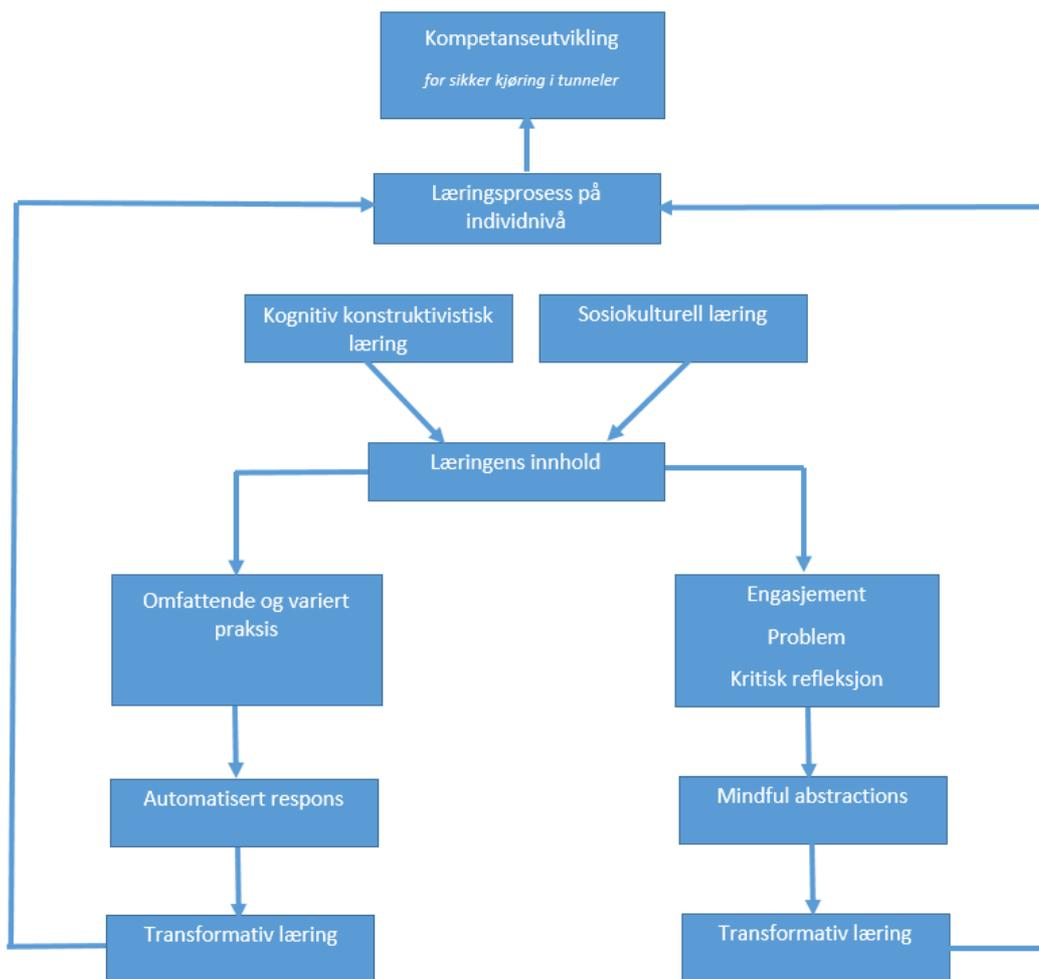 Kompetanseutvikling
for sikker kjøring i tunneler
Læringsprosess på
individnivå
Kognitiv konstruktivistisk
læring
Sosiokulturell læring
Læringens innhold
Omfattende og variert
praksis
Engasjement
Problem
Kritisk refleksjon
Automatisert respons
Mindful abstractions
Transformativ læring
Transformativ læring